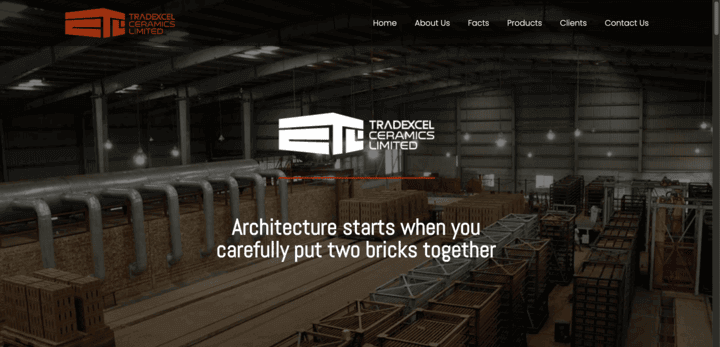 TRADEXCEL
CERAMICS
LIMITED
Home About Us Facts Products Clients Contact Us
TRADEXCEL
CERAMICS
LIMITED
Architecture starts when you
carefully put two bricks together